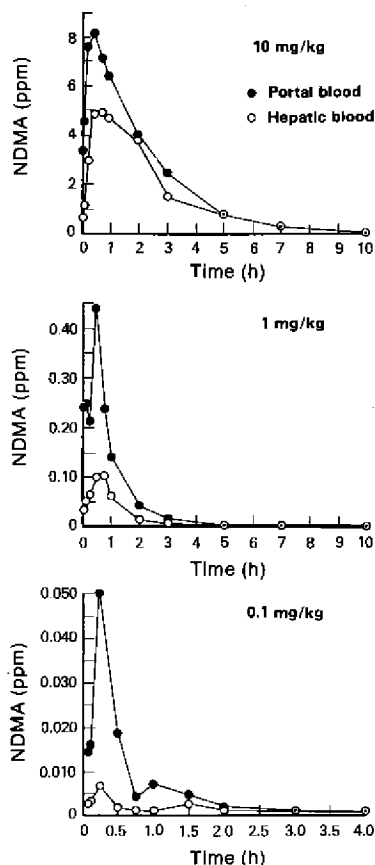 10 mg/kg
● Portal blood
○ Hepatic blood
NDMA (ppm)
8
6
4
2
0
0 1 2 3 4 5 6 7 8 9 10
Time (h)
1 mg/kg
NDMA (ppm)
0.40
0.30
0.20
0.10
0
0 1 2 3 4 5 6 7 8 9 10
Time (h)
0.1 mg/kg
NDMA (ppm)
0.050
0.040
0.030
0.020
0.010
0
0 0.5 1.0 1.5 2.0 2.5 3.0 3.5 4.0
Time (h)